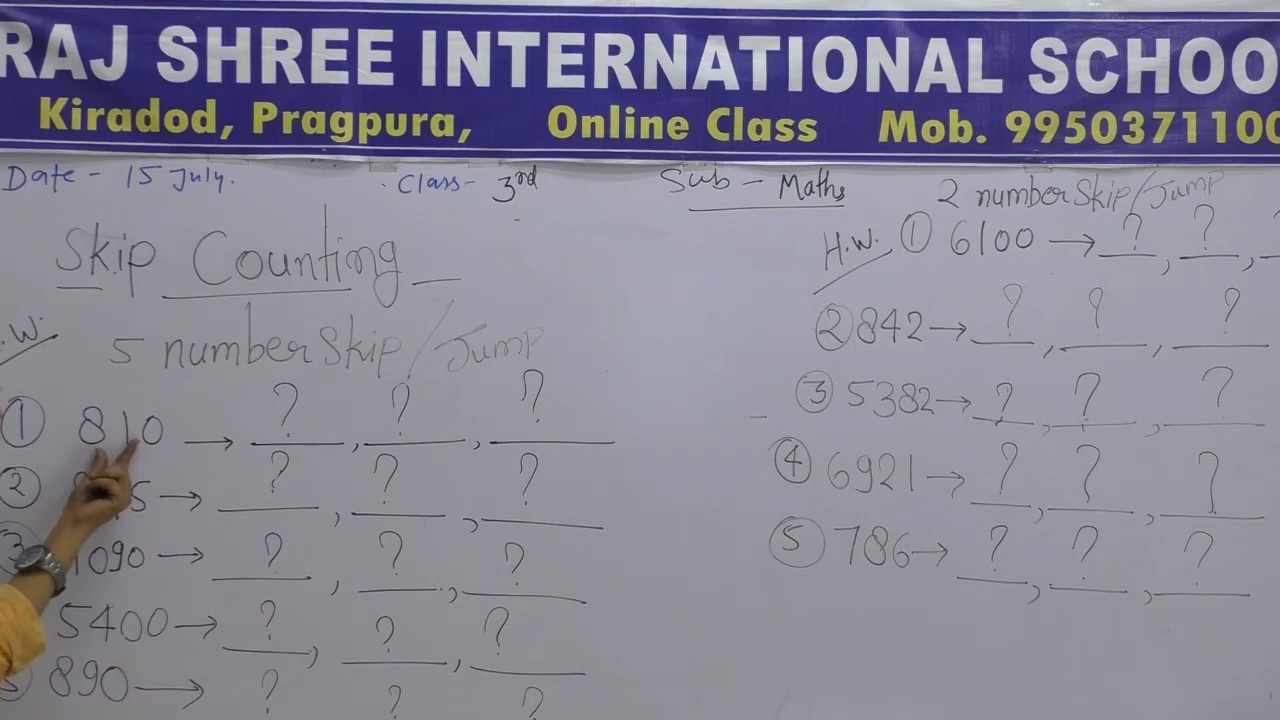 RAJ SHREE INTERNATIONAL SCHOO
Kiradod, Pragpura, Online Class Mob. 9950371100
Date - 15 July. Class - 3rd Sub - Maths
Skip Counting
5 number Skip / Jump
① 810 → ?, ?, ?
② → ?, ?, ?
1090 → ?, ?, ?
5400 → ?, ?, ?
890 → ? ? ?
2 number Skip / Jump
H.W. ① 6100 → ?, ?, ?
② 842 → ?, ?, ?
③ 5382 → ?, ?, ?
④ 6921 → ?, ?, ?
⑤ 786 → ?, ?, ?